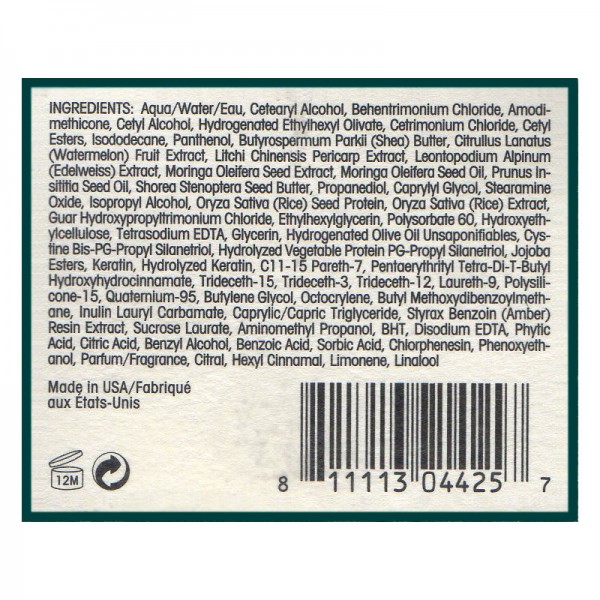 INGREDIENTS: Aqua/Water/Eau, Cetearyl Alcohol, Behentrimonium Chloride, Amodi-
methicone, Cetyl Alcohol, Hydrogenated Ethylhexyl Olivate, Cetrimonium Chloride, Cetyl
Esters, Isododecane, Panthenol, Butyrospermum Parkii (Shea) Butter, Citrullus Lanatus
(Watermelon) Fruit Extract, Litchi Chinensis Pericarp Extract, Leontopodium Alpinum
(Edelweiss) Extract, Moringa Oleifera Seed Extract, Moringa Oleifera Seed Oil, Prunus In-
sititia Seed Oil, Shorea Stenoptera Seed Butter, Propanediol, Caprylyl Glycol, Stearamine
Oxide, Isopropyl Alcohol, Oryza Sativa (Rice) Seed Protein, Oryza Sativa (Rice) Extract,
Guar Hydroxypropyltrimonium Chloride, Ethylhexylglycerin, Polysorbate 60, Hydroxyeth-
ylcellulose, Tetrasodium EDTA, Glycerin, Hydrogenated Olive Oil Unsaponifiables, Cys-
tine Bis-PG-Propyl Silanetriol, Hydrolyzed Vegetable Protein PG-Propyl Silanetriol, Jojoba
Esters, Keratin, Hydrolyzed Keratin, C11-15 Pareth-7, Pentaerythrityl Tetra-Di-T-Butyl
Hydroxyhydrocinnamate, Trideceth-15, Trideceth-3, Trideceth-12, Laureth-9, Polysili-
cone-15, Quaternium-95, Butylene Glycol, Octocrylene, Butyl Methoxydibenzoylmeth-
ane, Inulin Lauryl Carbamate, Caprylic/Capric Triglyceride, Styrax Benzoin (Amber)
Resin Extract, Sucrose Laurate, Aminomethyl Propanol, BHT, Disodium EDTA, Phytic
Acid, Citric Acid, Benzyl Alcohol, Benzoic Acid, Sorbic Acid, Chlorphenesin, Phenoxyeth-
anol, Parfum/Fragrance, Citral, Hexyl Cinnamal, Limonene, Linalool
Made in USA/Fabriqué
aux États-Unis
12M
8 11113 04425 7